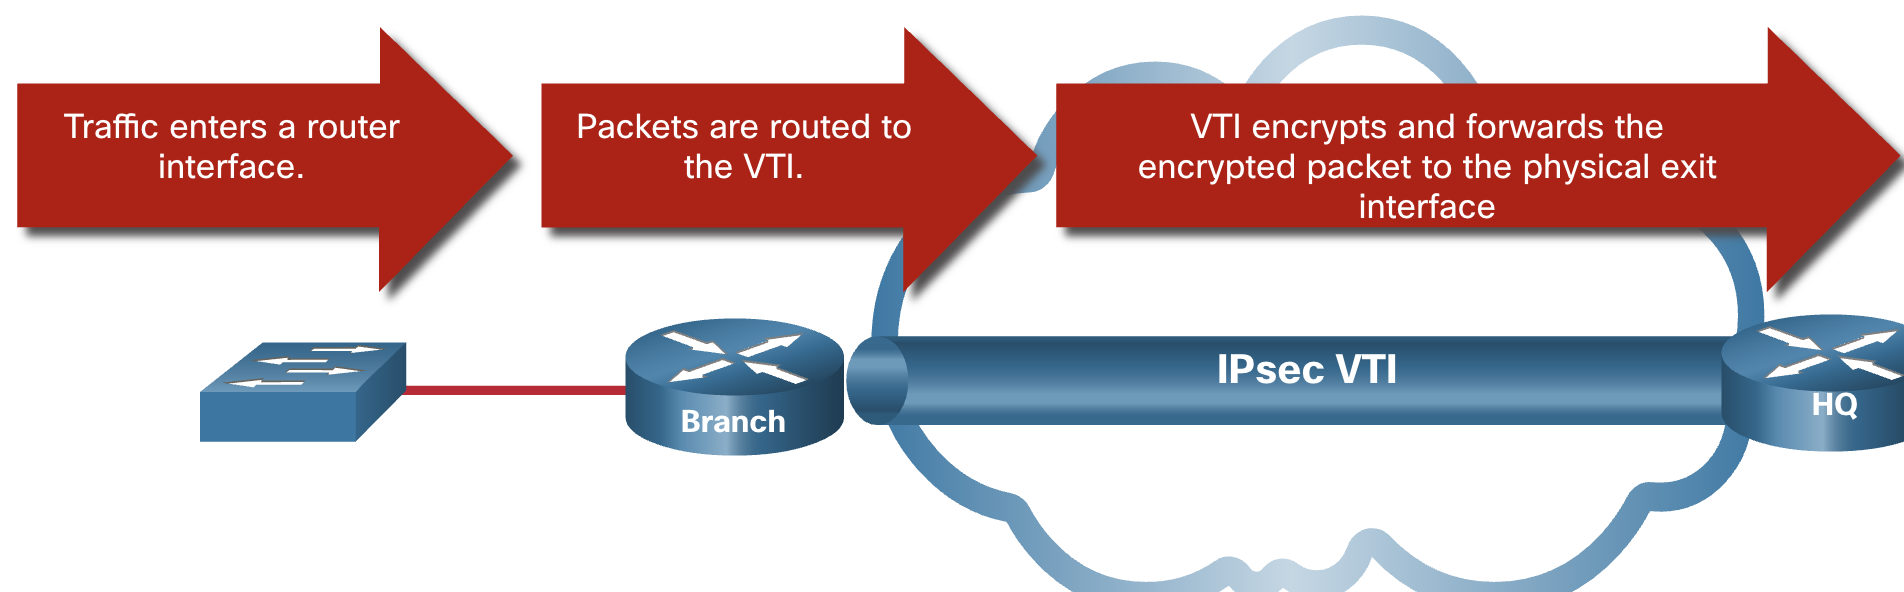 Traffic enters a router
interface.
Packets are routed to
the VTI.
VTI encrypts and forwards the
encrypted packet to the physical exit
interface
IPsec VTI
Branch
HQ